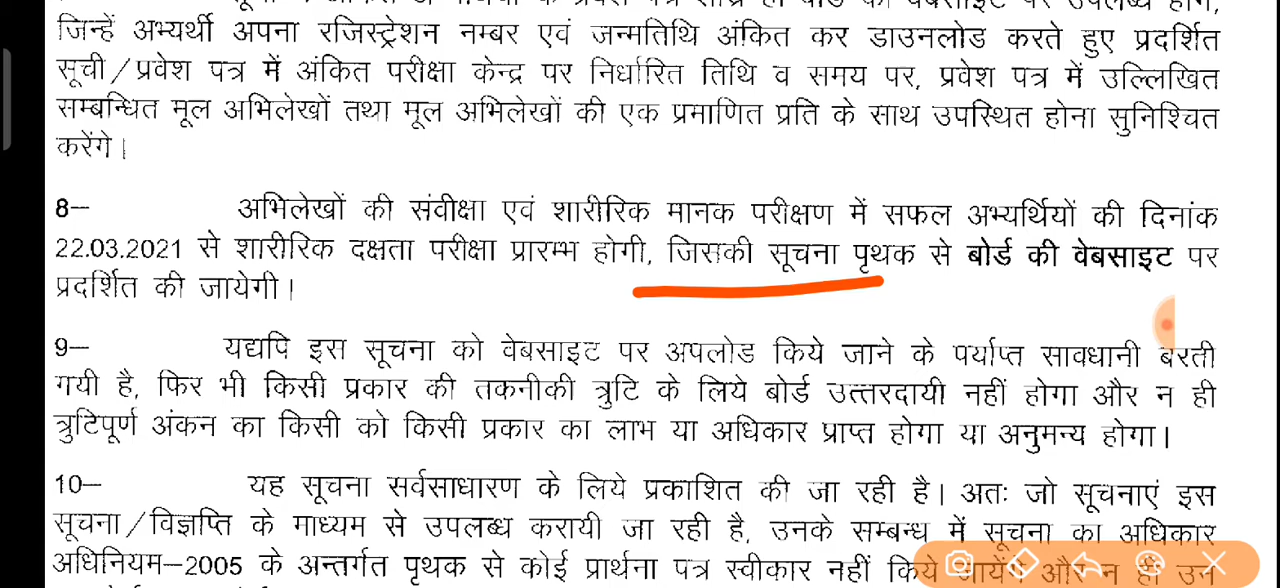 जिन्हें अभ्यर्थी अपना रजिस्ट्रेशन नम्बर एवं जन्मतिथि अंकित कर डाउनलोड करते हुए प्रदर्शित
सूची/प्रवेश पत्र में अंकित परीक्षा केन्द्र पर निर्धारित तिथि व समय पर, प्रवेश पत्र में उल्लिखित
सम्बन्धित मूल अभिलेखों तथा मूल अभिलेखों की एक प्रमाणित प्रति के साथ उपस्थित होना सुनिश्चित
करेंगे।
8— अभिलेखों की संवीक्षा एवं शारीरिक मानक परीक्षण में सफल अभ्यर्थियों की दिनांक
22.03.2021 से शारीरिक दक्षता परीक्षा प्रारम्भ होगी, जिसकी सूचना पृथक से बोर्ड की वेबसाइट पर
प्रदर्शित की जायेगी।
9— यद्यपि इस सूचना को वेबसाइट पर अपलोड किये जाने के पर्याप्त सावधानी बरती
गयी है, फिर भी किसी प्रकार की तकनीकी त्रुटि के लिये बोर्ड उत्तरदायी नहीं होगा और न ही
त्रुटिपूर्ण अंकन का किसी को किसी प्रकार का लाभ या अधिकार प्राप्त होगा या अनुमन्य होगा।
10— यह सूचना सर्वसाधारण के लिये प्रकाशित की जा रही है। अतः जो सूचनाएं इस
सूचना/विज्ञप्ति के माध्यम से उपलब्ध करायी जा रही है, उनके सम्बन्ध में सूचना का अधिकार
अधिनियम—2005 के अन्तर्गत पृथक से कोई प्रार्थना पत्र स्वीकार नहीं किये जायेंगे और न ही उन